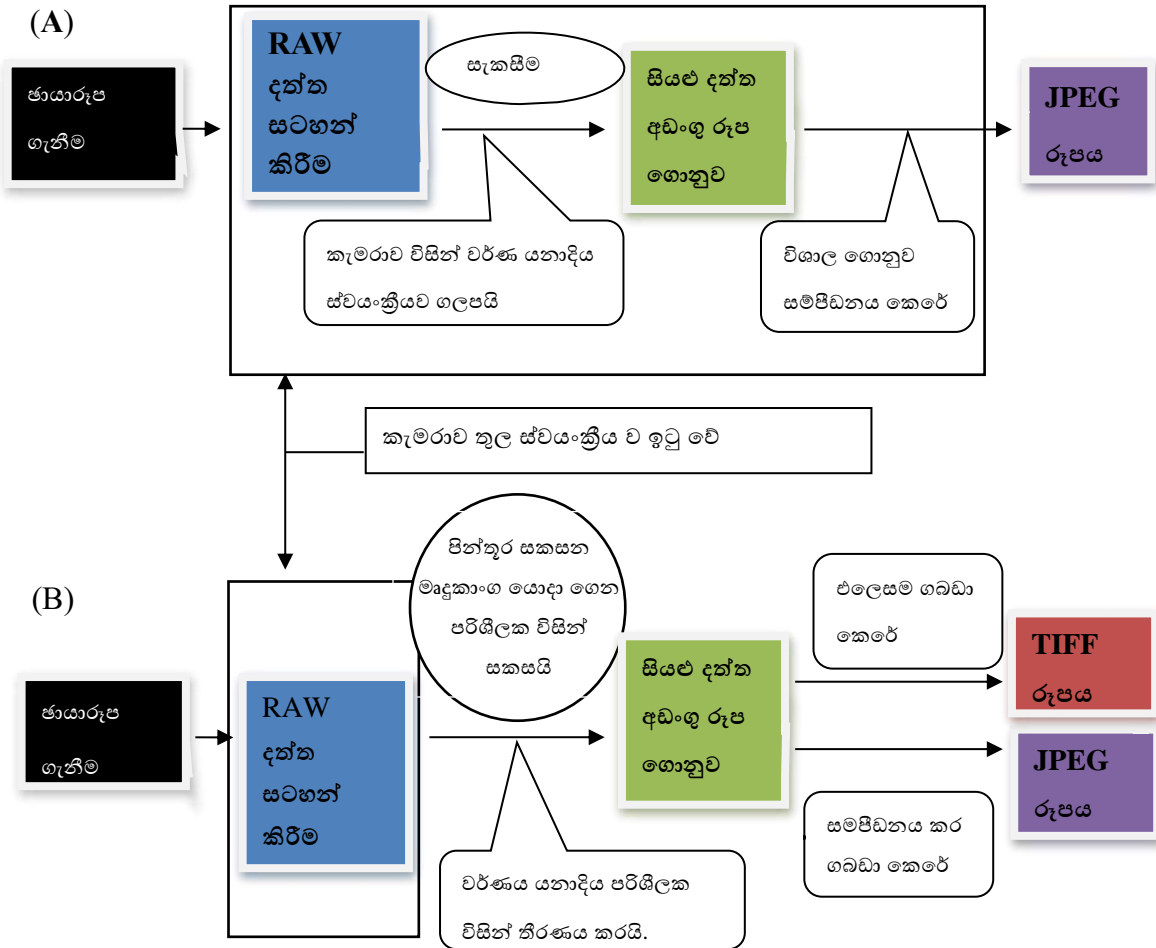 (A)
ඡායාරූප
ගැනීම
RAW
දත්ත
සටහන්
කිරීම
සැකසීම
සියළු දත්ත
අඩංගු රූප
ගොනුව
JPEG
රූපය
කැමරාව විසින් වර්ණ යනාදිය
ස්වයංක්‍රීයව ගලපයි
විශාල ගොනුව
සම්පීඩනය කෙරේ
කැමරාව තුල ස්වයංක්‍රීය ව ඉටු වේ
(B)
ඡායාරූප
ගැනීම
RAW
දත්ත
සටහන්
කිරීම
පින්තූර සකසන
මෘදුකාංග යොදා ගෙන
පරිශීලක විසින්
සකසයි
සියළු දත්ත
අඩංගු රූප
ගොනුව
එලෙසම ගබඩා
කෙරේ
TIFF
රූපය
JPEG
රූපය
සමපීඩනය කර
ගබඩා කෙරේ
වර්ණය යනාදිය පරිශීලක
විසින් තීරණය කරයි.